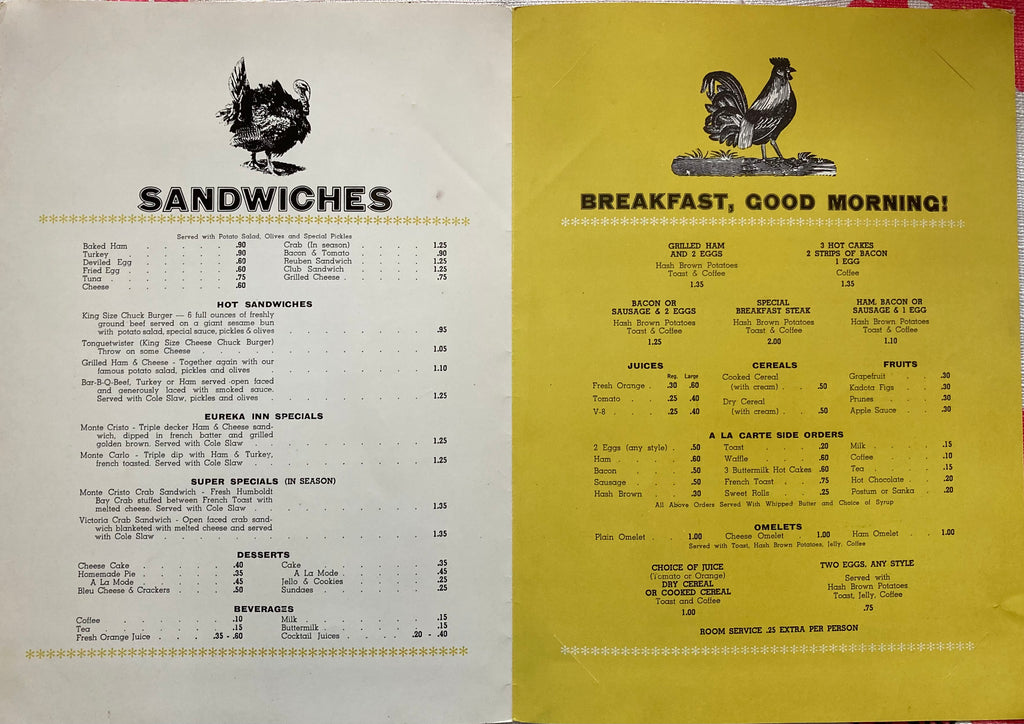 SANDWICHES
Served with Potato Salad, Olives and Special Pickles
Baked Ham . . . . . . .90
Turkey . . . . . . .90
Deviled Egg . . . . . .60
Fried Egg . . . . . . .60
Tuna . . . . . . .75
Cheese . . . . . . .60
Crab (In season) . . . . 1.25
Bacon & Tomato . . . . .90
Reuben Sandwich . . . . 1.25
Club Sandwich . . . . 1.25
Grilled Cheese . . . . .75
HOT SANDWICHES
King Size Chuck Burger — 6 full ounces of freshly
ground beef served on a giant sesame bun
with potato salad, special sauce, pickles & olives . . . . . .95
Tonguetwister (King Size Cheese Chuck Burger)
Throw on some Cheese . . . . . . 1.05
Grilled Ham & Cheese - Together again with our
famous potato salad, pickles and olives . . . . . 1.10
Bar-B-Q-Beef, Turkey or Ham served open faced
and generously laced with smoked sauce.
Served with Cole Slaw, pickles and olives . . . . . 1.25
EUREKA INN SPECIALS
Monte Cristo - Triple decker Ham & Cheese sand-
wich, dipped in french batter and grilled
golden brown. Served with Cole Slaw . . . . . 1.25
Monte Carlo - Triple dip with Ham & Turkey,
french toasted. Served with Cole Slaw . . . . . 1.25
SUPER SPECIALS (IN SEASON)
Monte Cristo Crab Sandwich - Fresh Humboldt
Bay Crab stuffed between French Toast with
melted cheese. Served with Cole Slaw . . . . . 1.35
Victoria Crab Sandwich - Open faced crab sand-
wich blanketed with melted cheese and served
with Cole Slaw . . . . . 1.35
DESSERTS
Cheese Cake . . . . . .40
Homemade Pie . . . . . .35
A La Mode . . . . . .45
Bleu Cheese & Crackers . . . . .50
Cake . . . . . .35
A La Mode . . . . . .45
Jello & Cookies . . . . .25
Sundaes . . . . . .25
BEVERAGES
Coffee . . . . . . .10
Tea . . . . . . .15
Fresh Orange Juice . . . . .35 - .60
Milk . . . . . . .15
Buttermilk . . . . . .15
Cocktail Juices . . . . .20 - .40
BREAKFAST, GOOD MORNING!
GRILLED HAM
AND 2 EGGS
Hash Brown Potatoes
Toast & Coffee
1.35
3 HOT CAKES
2 STRIPS OF BACON
1 EGG
Coffee
1.35
BACON OR
SAUSAGE & 2 EGGS
Hash Brown Potatoes
Toast & Coffee
1.25
SPECIAL
BREAKFAST STEAK
Hash Brown Potatoes
Toast & Coffee
2.00
HAM, BACON OR
SAUSAGE & 1 EGG
Hash Brown Potatoes
Toast & Coffee
1.10
JUICES
Reg. Large
Fresh Orange . .30 .60
Tomato . . .25 .40
V-8 . . . .25 .40
CEREALS
Cooked Cereal
(with cream) . . .50
Dry Cereal
(with cream) . . .50
FRUITS
Grapefruit . . . .30
Kadota Figs . . . .30
Prunes . . . . .30
Apple Sauce . . . .30
A LA CARTE SIDE ORDERS
2 Eggs (any style) . . .50
Ham . . . . . .60
Bacon . . . . . .50
Sausage . . . . .50
Hash Brown . . . . .30
Toast . . . . .20
Waffle . . . . .60
3 Buttermilk Hot Cakes .60
French Toast . . . .75
Sweet Rolls . . . .25
Milk . . . . . .15
Coffee . . . . . .10
Tea . . . . . .15
Hot Chocolate . . . .20
Postum or Sanka . . . .20
All Above Orders Served With Whipped Butter and Choice of Syrup
OMELETS
Plain Omelet . . . 1.00
Cheese Omelet . . 1.00
Ham Omelet . . . 1.00
Served with Toast, Hash Brown Potatoes, Jelly, Coffee
CHOICE OF JUICE
(Tomato or Orange)
DRY CEREAL
OR COOKED CEREAL
Toast and Coffee
1.00
TWO EGGS, ANY STYLE
Served with
Hash Brown Potatoes
Toast, Jelly, Coffee
.75
ROOM SERVICE .25 EXTRA PER PERSON